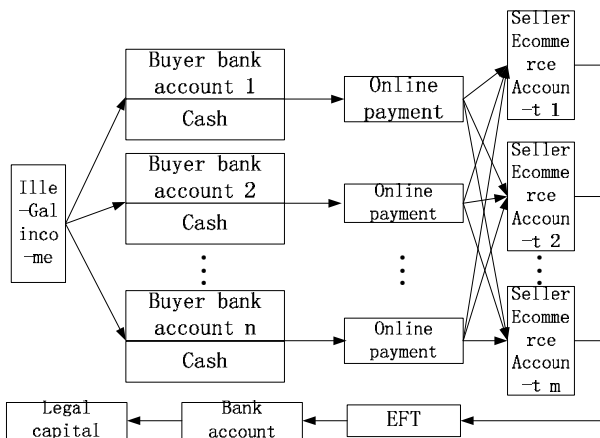 Ille
-Gal
inco
-me
Buyer bank
account 1
Cash
Buyer bank
account 2
Cash
Buyer bank
account n
Cash
Online
payment
Online
payment
Online
payment
Seller
Ecomme
rce
Accoun
-t 1
Seller
Ecomme
rce
Accoun
-t 2
Seller
Ecomme
rce
Accoun
-t m
Legal
capital
Bank
account
EFT